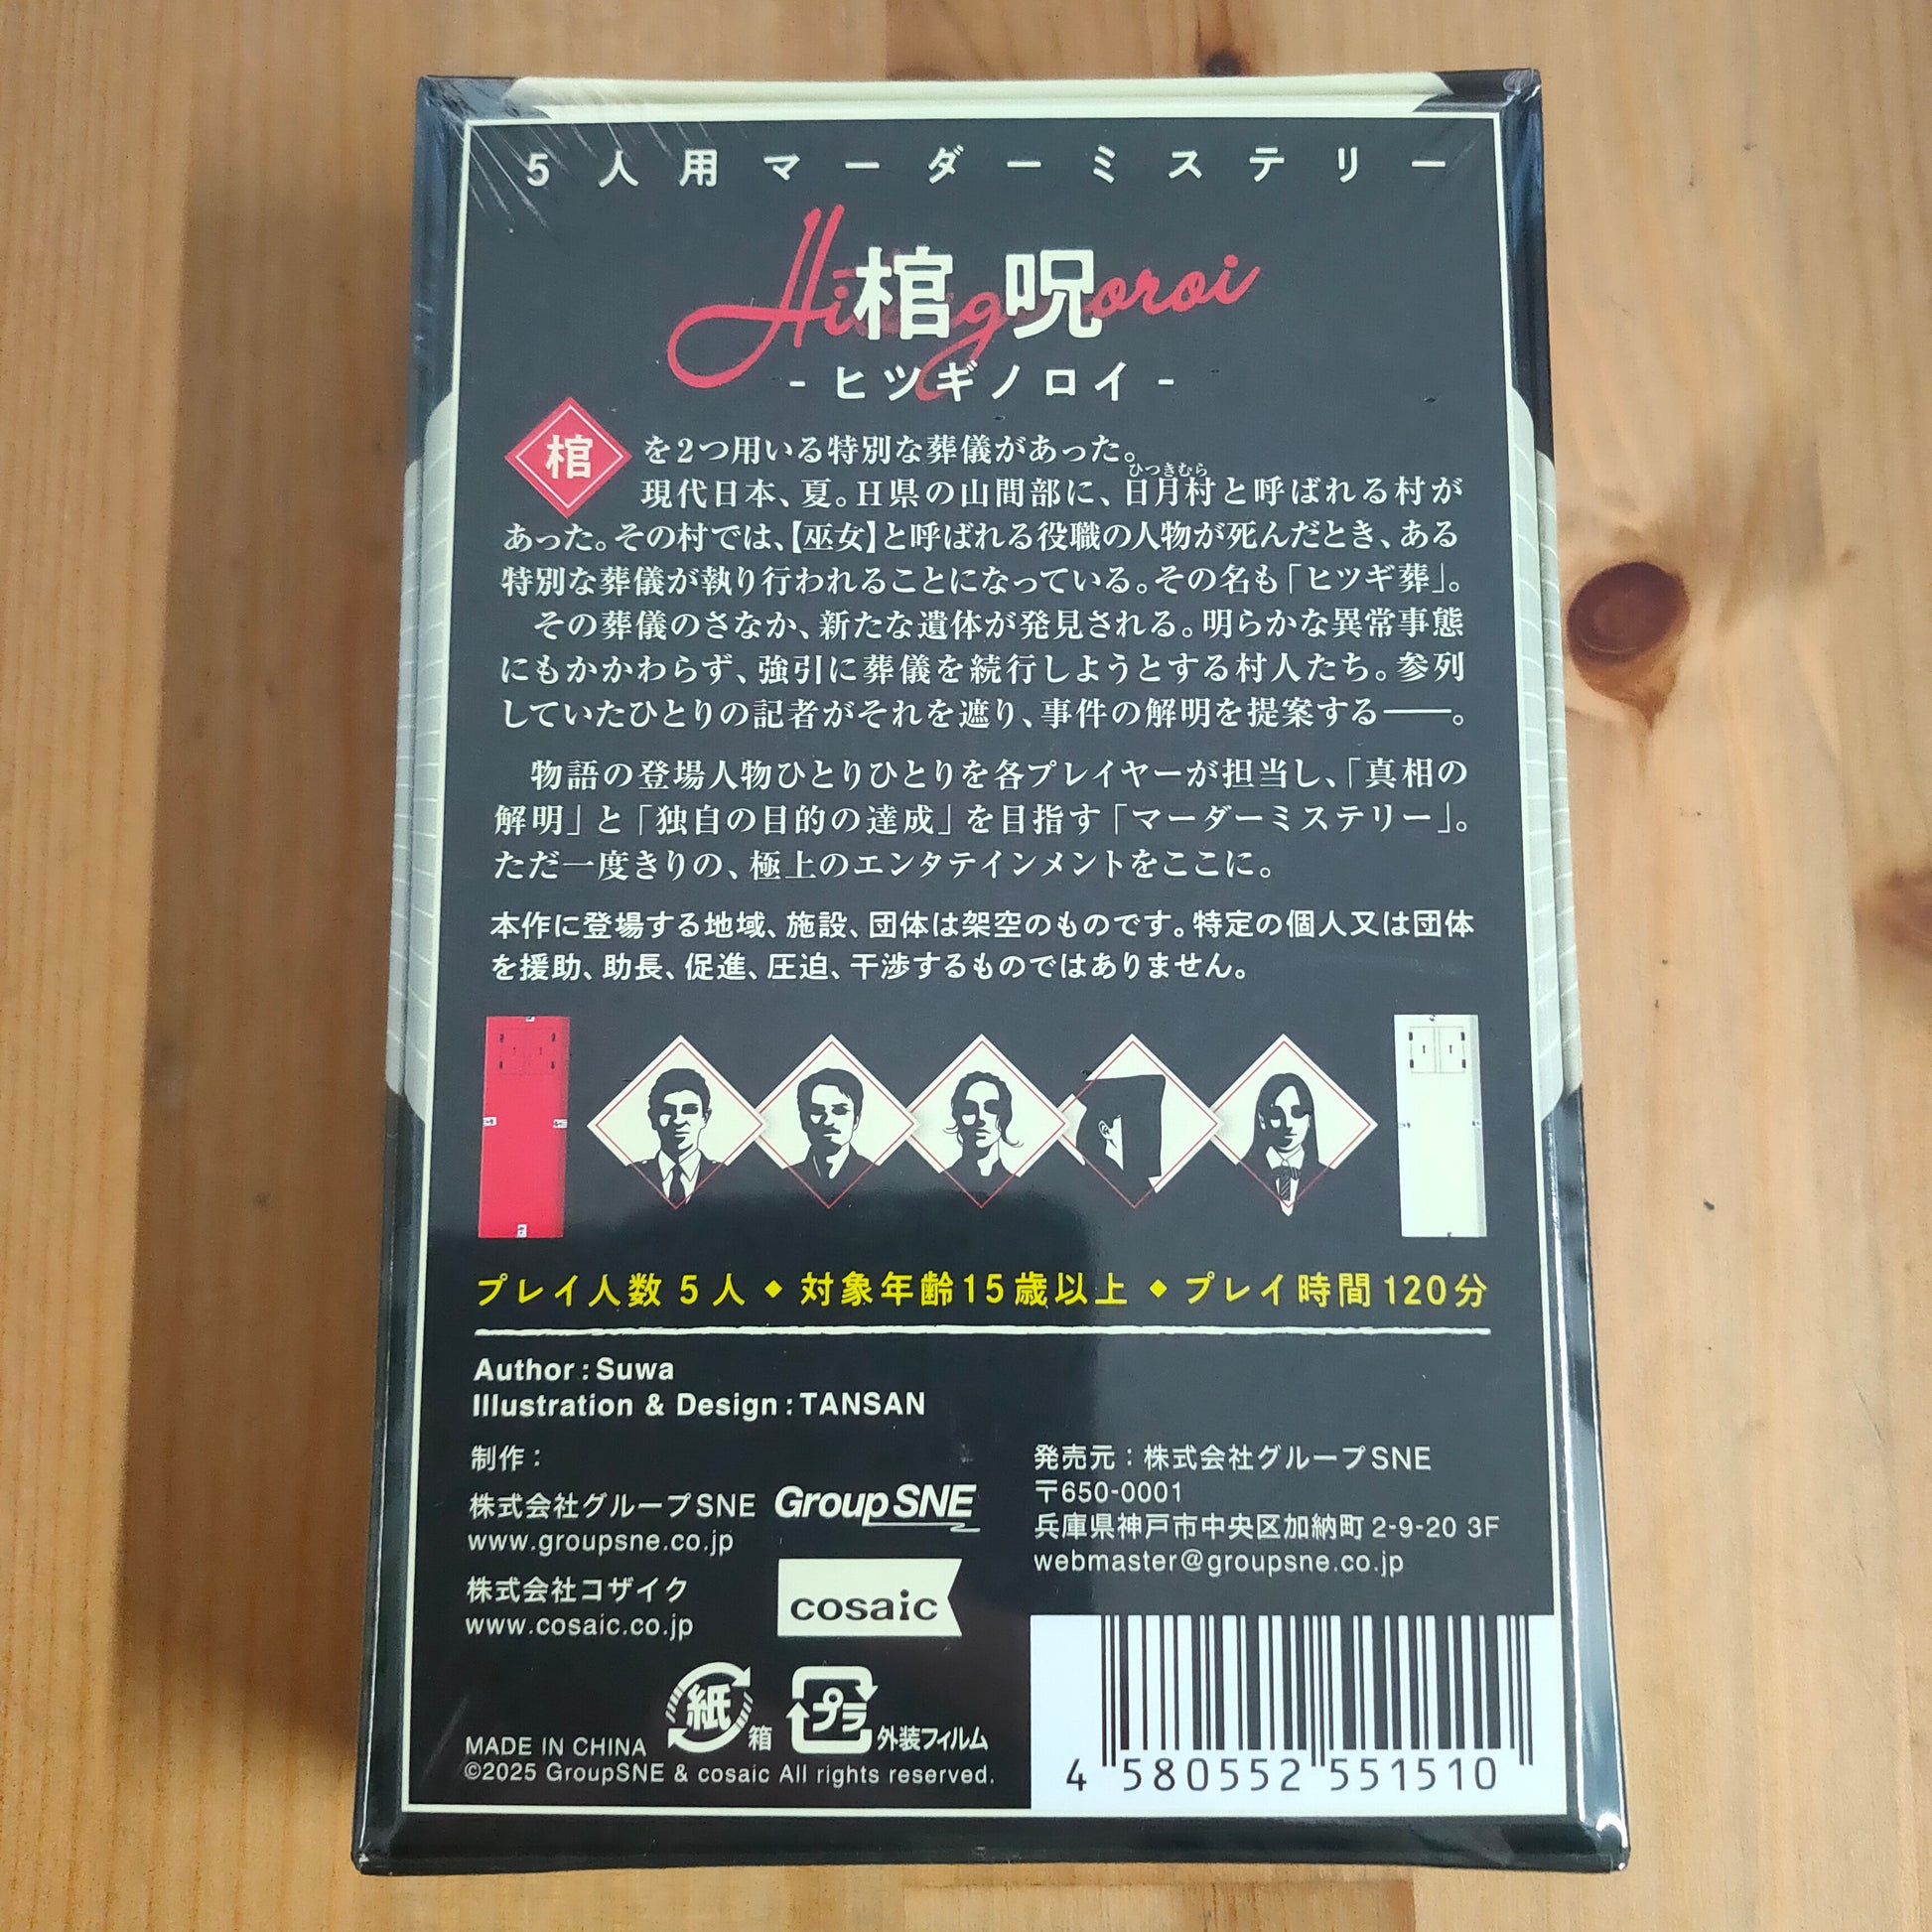 5人用マーダーミステリー
棺呪
-ヒツギノロイ-
棺を2つ用いる特別な葬儀があった。
ひつきむら
現代日本、夏。H県の山間部に、日月村と呼ばれる村が
あった。その村では、【巫女】と呼ばれる役職の人物が死んだとき、ある
特別な葬儀が執り行われることになっている。その名も「ヒツギ葬」。
その葬儀のさなか、新たな遺体が発見される。明らかな異常事態
にもかかわらず、強引に葬儀を続行しようとする村人たち。参列
していたひとりの記者がそれを遮り、事件の解明を提案する――。
物語の登場人物ひとりひとりを各プレイヤーが担当し、「真相の
解明」と「独自の目的の達成」を目指す「マーダーミステリー」。
ただ一度きりの、極上のエンタテインメントをここに。
本作に登場する地域、施設、団体は架空のものです。特定の個人又は団体
を援助、助長、促進、圧迫、干渉するものではありません。
プレイ人数5人◆対象年齢15歳以上◆プレイ時間120分
Author:Suwa
Illustration & Design:TANSAN
制作：
株式会社グループSNE GroupSNE
www.groupsne.co.jp
株式会社コザイク
www.cosaic.co.jp
cosaic
発売元：株式会社グループSNE
〒650-0001
兵庫県神戸市中央区加納町2-9-20 3F
webmaster@groupsne.co.jp
紙 箱 プラ 外装フィルム
MADE IN CHINA
©2025 GroupSNE & cosaic All rights reserved.
4 580552 551510